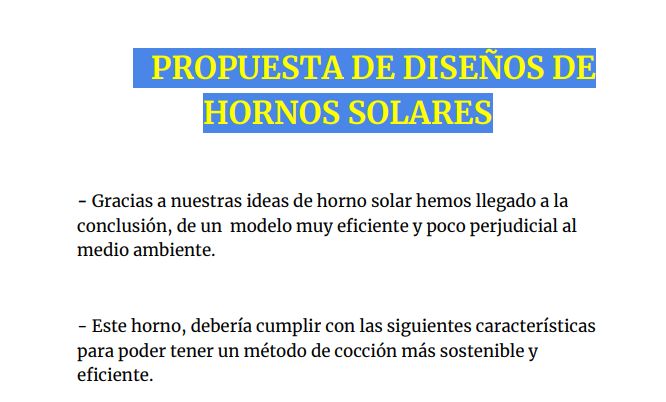 PROPUESTA DE DISEÑOS DE
HORNOS SOLARES
- Gracias a nuestras ideas de horno solar hemos llegado a la
conclusión, de un  modelo muy eficiente y poco perjudicial al
medio ambiente.
- Este horno, debería cumplir con las siguientes características
para poder tener un método de cocción más sostenible y
eficiente.